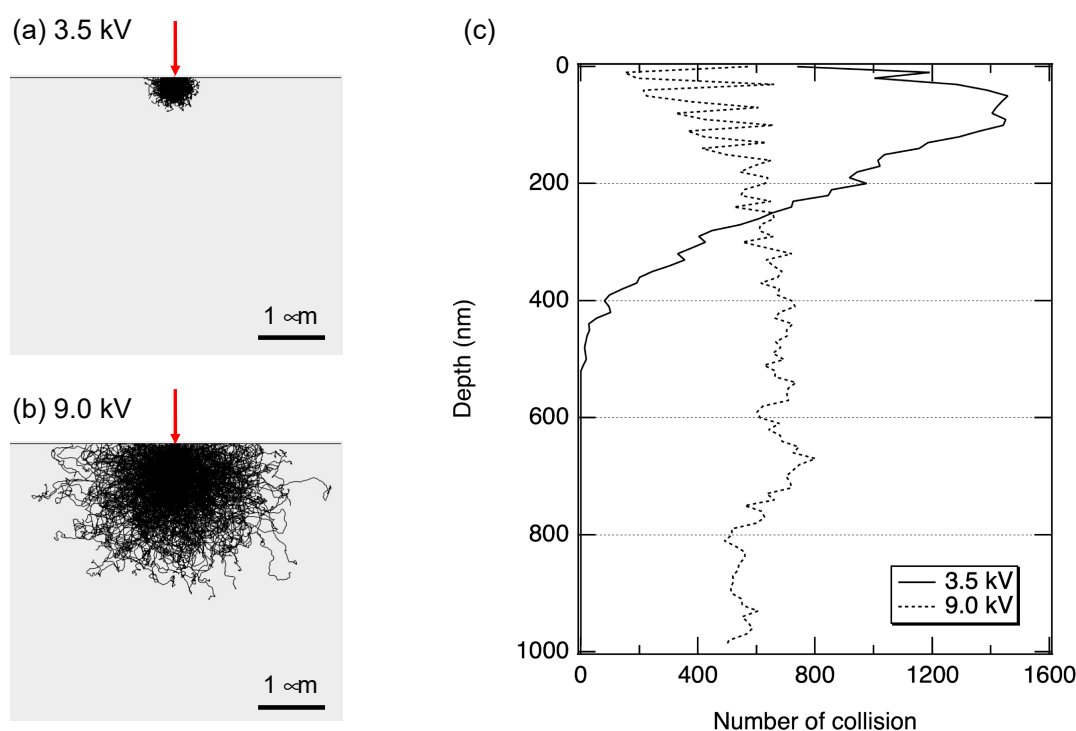 (a) 3.5 kV
1 ∝m
(b) 9.0 kV
1 ∝m
(c)
0
200
400
600
800
1000
Depth (nm)
3.5 kV
9.0 kV
0
400
800
1200
1600
Number of collision